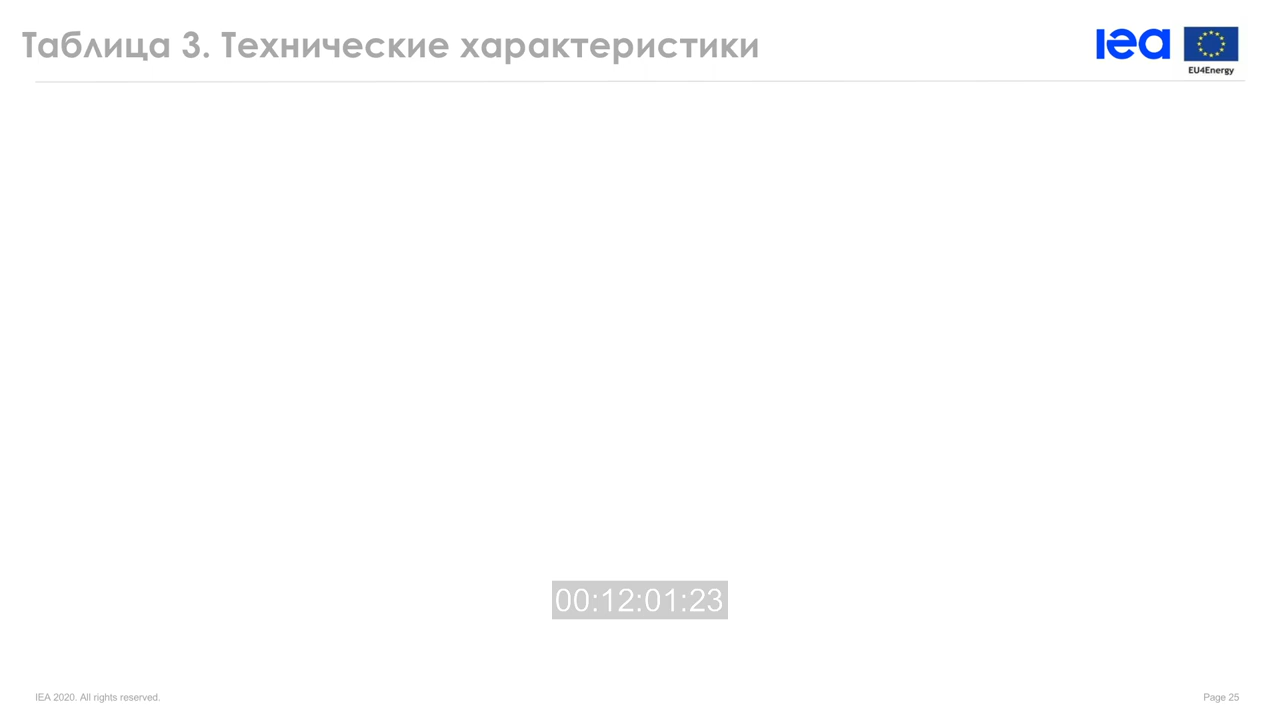 Таблица 3. Технические характеристики
iea
EU4Energy
00:12:01:23
IEA 2020. All rights reserved.
Page 25